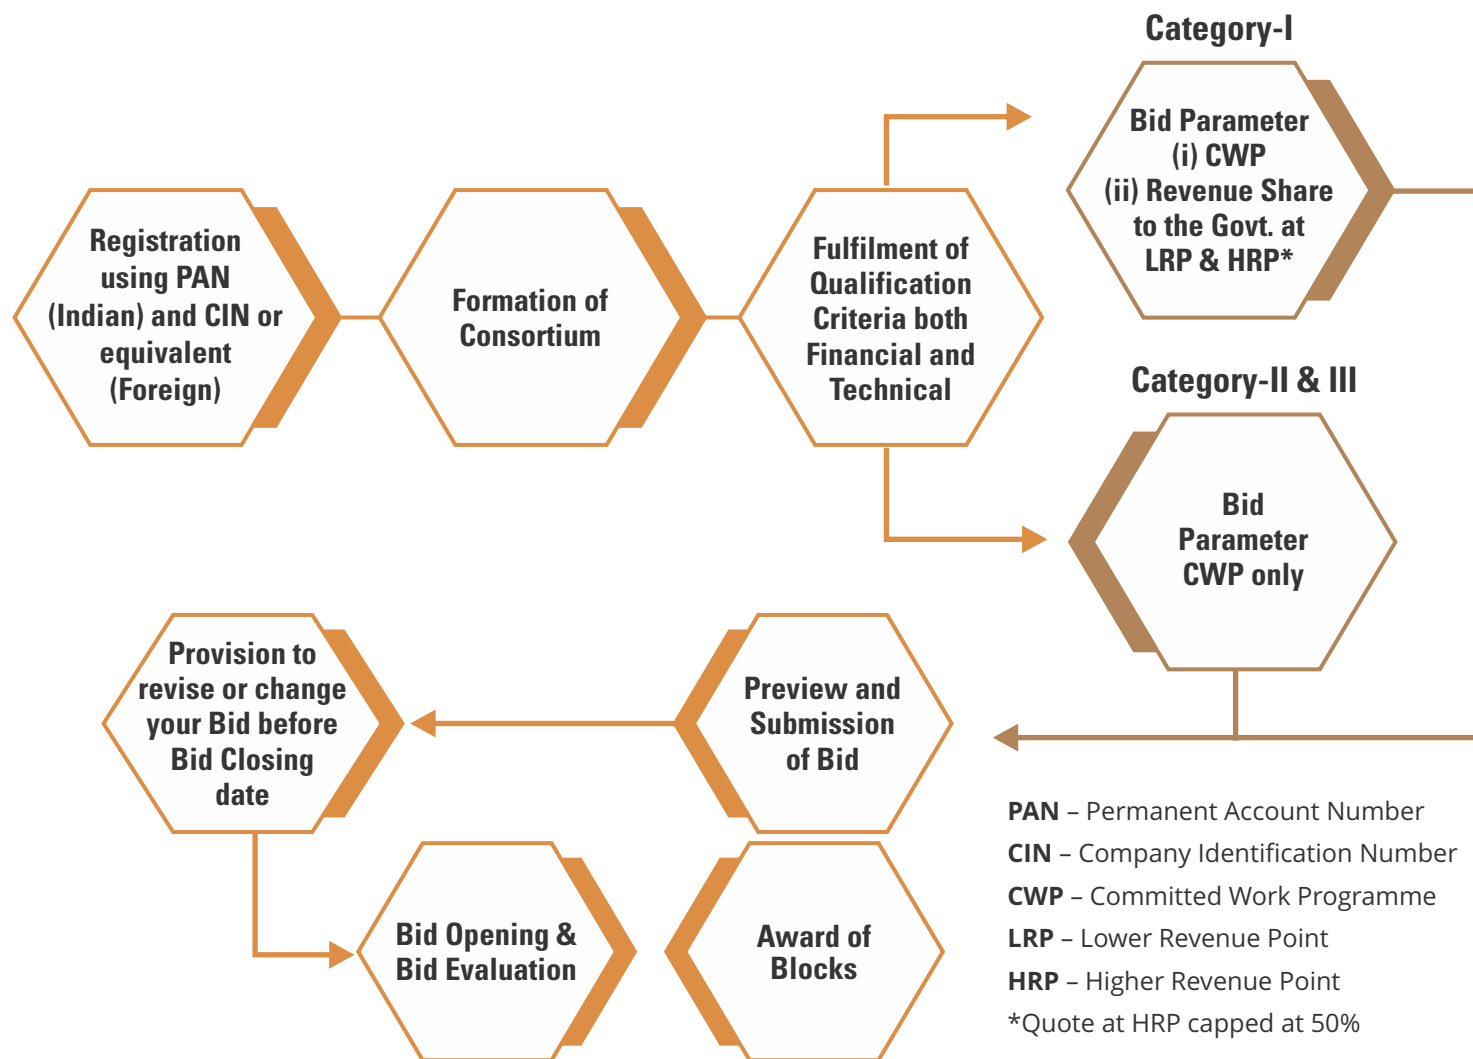 Registration
using PAN
(Indian) and CIN or
equivalent
(Foreign)
Formation of
Consortium
Fulfilment of
Qualification
Criteria both
Financial and
Technical
Category-I
Bid Parameter
(i) CWP
(ii) Revenue Share
to the Govt. at
LRP & HRP*
Category-II & III
Bid
Parameter
CWP only
Preview and
Submission
of Bid
Provision to
revise or change
your Bid before
Bid Closing
date
Bid Opening &
Bid Evaluation
Award of
Blocks
PAN – Permanent Account Number
CIN – Company Identification Number
CWP – Committed Work Programme
LRP – Lower Revenue Point
HRP – Higher Revenue Point
*Quote at HRP capped at 50%